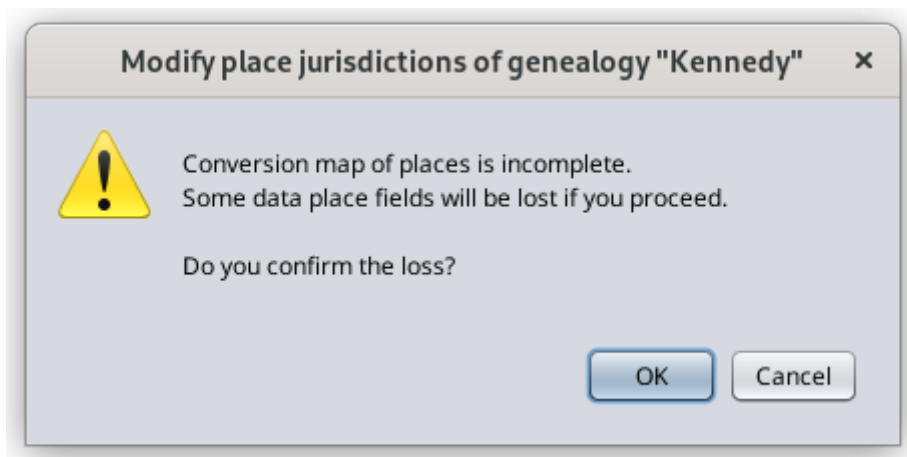 Modify place jurisdictions of genealogy "Kennedy"
Conversion map of places is incomplete.
Some data place fields will be lost if you proceed.
Do you confirm the loss?
OK Cancel